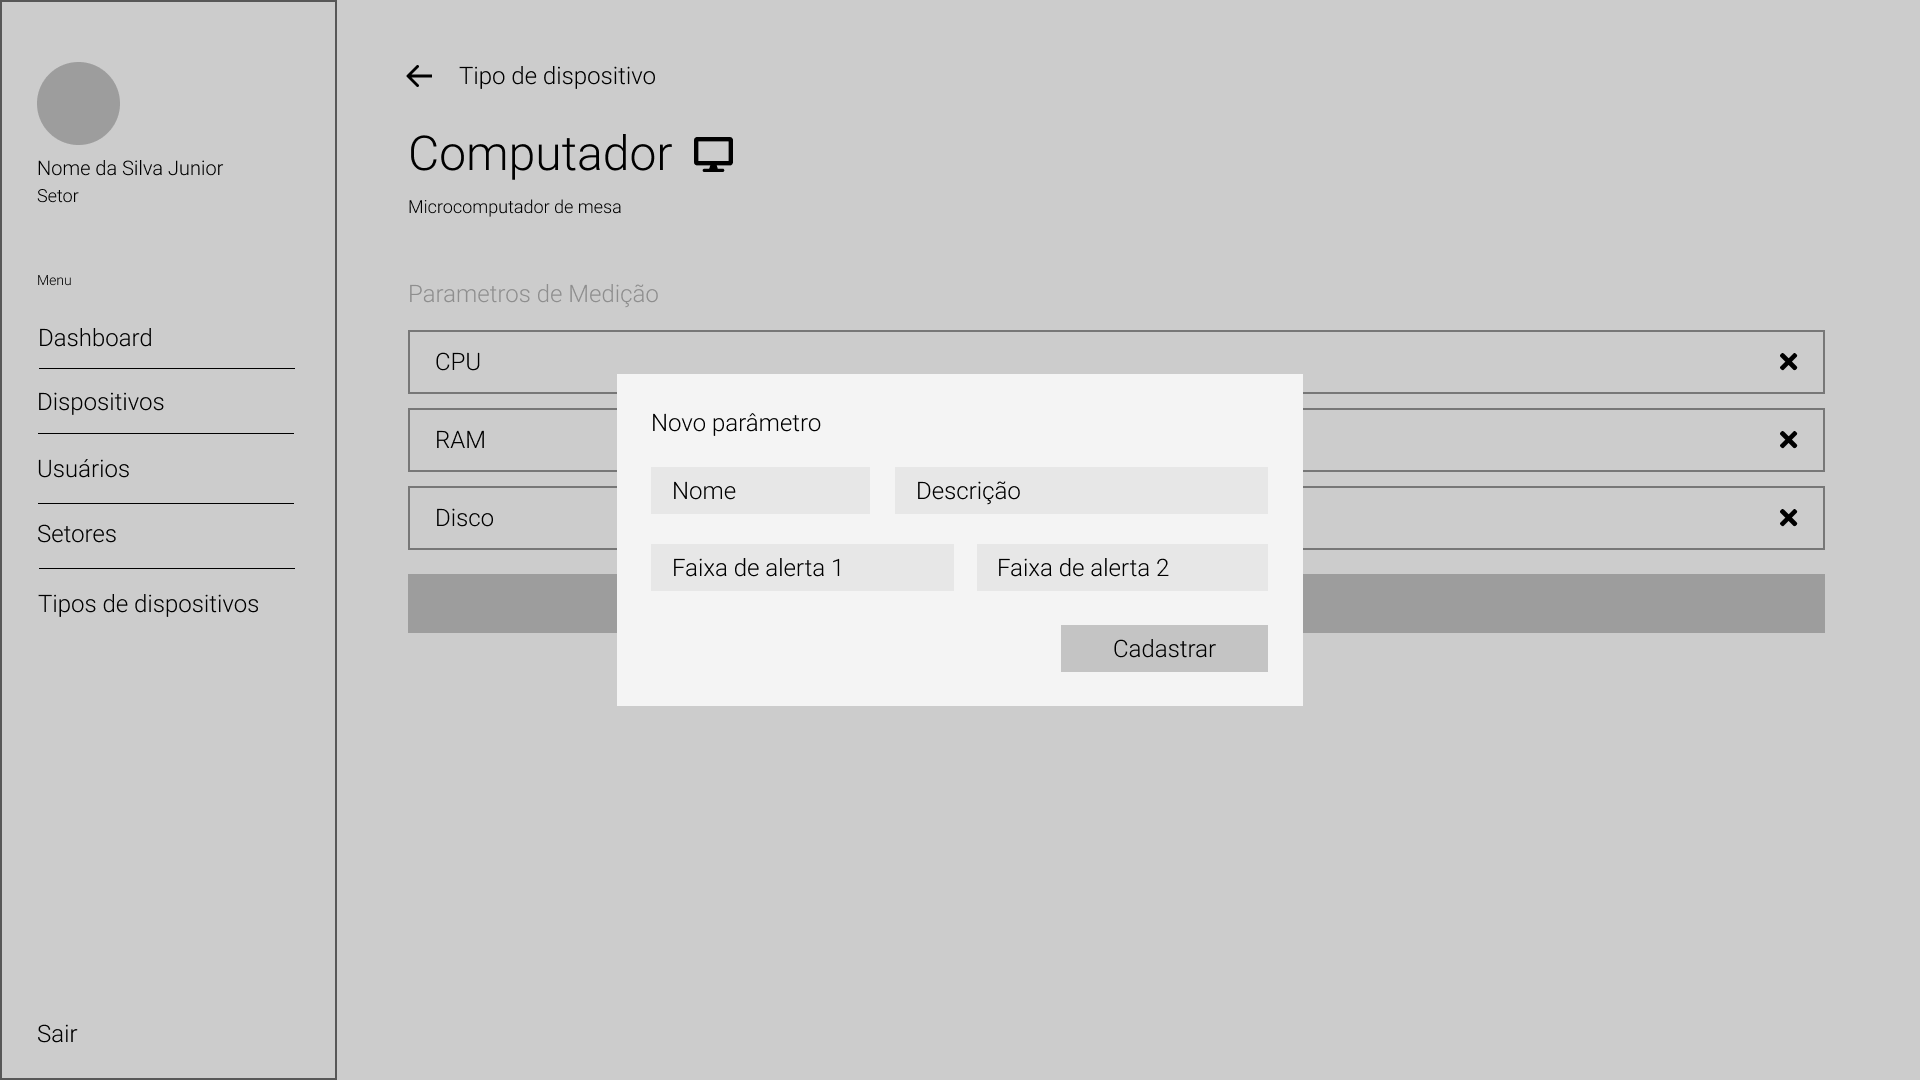 Nome da Silva Junior
Setor
Menu
Dashboard
Dispositivos
Usuários
Setores
Tipos de dispositivos
Sair
Tipo de dispositivo
Computador
Microcomputador de mesa
Parametros de Medição
CPU
RAM
Disco
Novo parâmetro
Nome
Descrição
Faixa de alerta 1
Faixa de alerta 2
Cadastrar